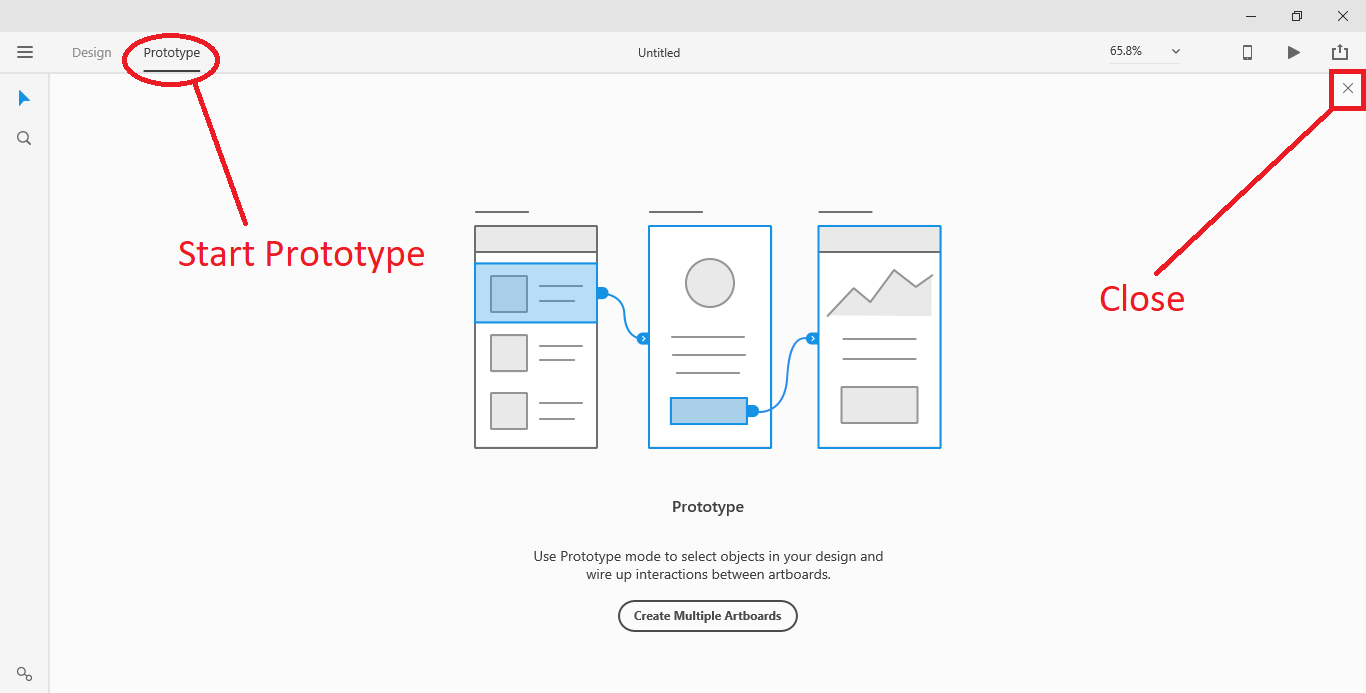 Design
Prototype
Untitled
65.8%
Start Prototype
Close
Prototype
Use Prototype mode to select objects in your design and
wire up interactions between artboards.
Create Multiple Artboards